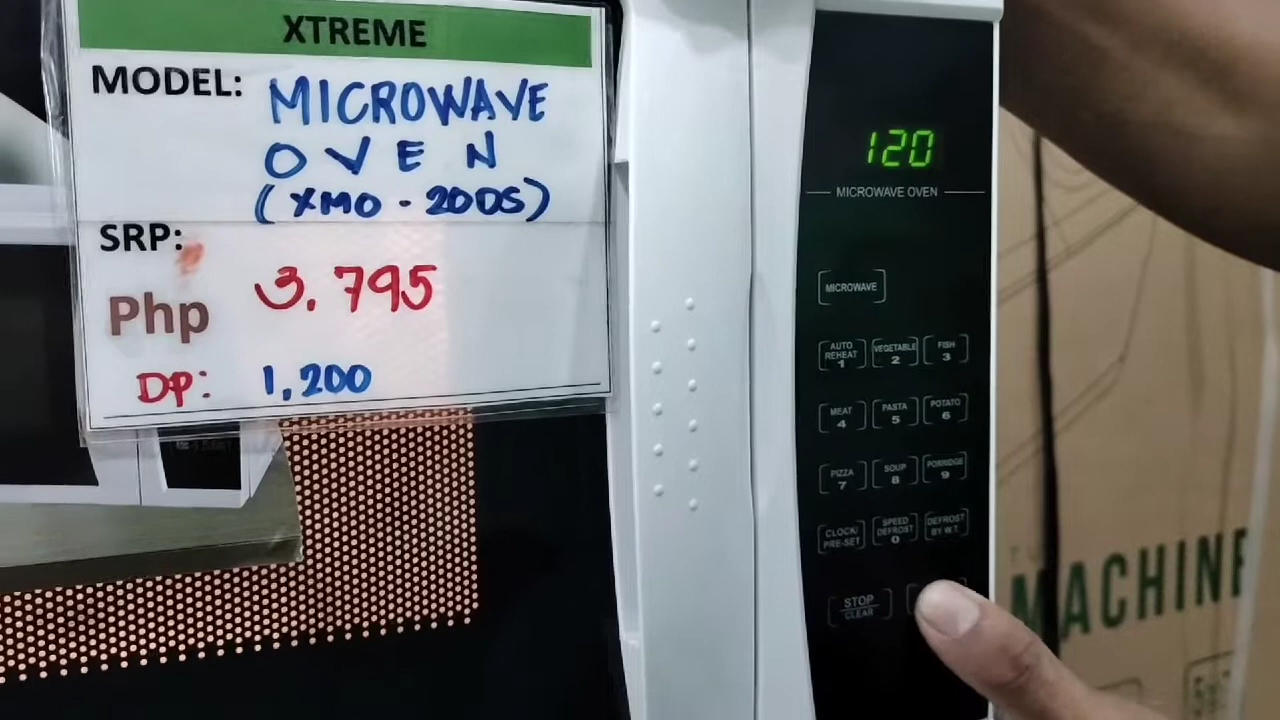 XTREME
MODEL: MICROWAVE
OVEN
(XMO-20DS)
SRP:
Php 3.795
DP: 1,200
120
MICROWAVE OVEN
MICROWAVE
AUTO REHEAT 1
VEGETABLE 2
FISH 3
MEAT 4
PASTA 5
POTATO 6
PIZZA 7
SOUP 8
PORRIDGE 9
CLOCK/ PRE-SET
SPEED DEFROST 0
DEFROST BY W.T.
STOP
CLEAR
MACHINE